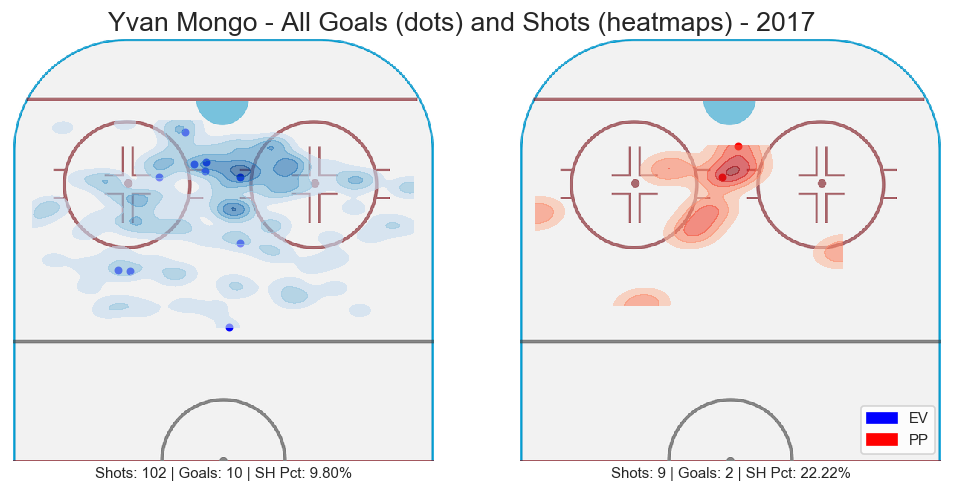 Yvan Mongo - All Goals (dots) and Shots (heatmaps) - 2017
EV
PP
Shots: 102 | Goals: 10 | SH Pct: 9.80%
Shots: 9 | Goals: 2 | SH Pct: 22.22%